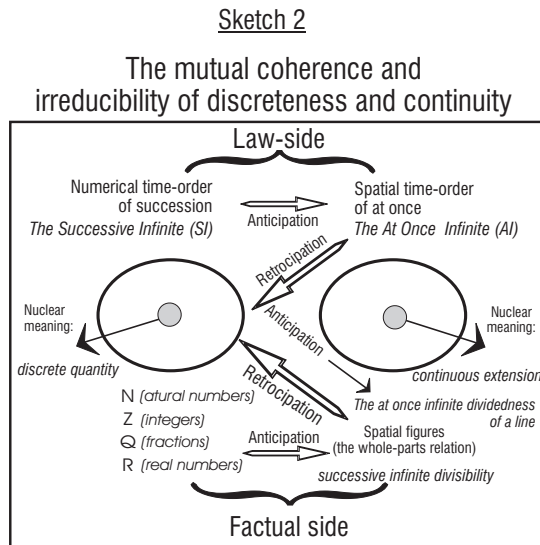 Sketch 2
The mutual coherence and
irreducibility of discreteness and continuity
Law-side
Numerical time-order
of succession
The Successive Infinite (SI)
Anticipation
Spatial time-order
of at once
The At Once Infinite (AI)
Retrocipation
Nuclear
meaning:
discrete quantity
Anticipation
Nuclear
meaning:
continuous extension
The at once infinite dividedness
of a line
Retrocipation
N (atural numbers)
Z (integers)
Q (fractions)
R (real numbers)
Anticipation
Spatial figures
(the whole-parts relation)
successive infinite divisibility
Factual side